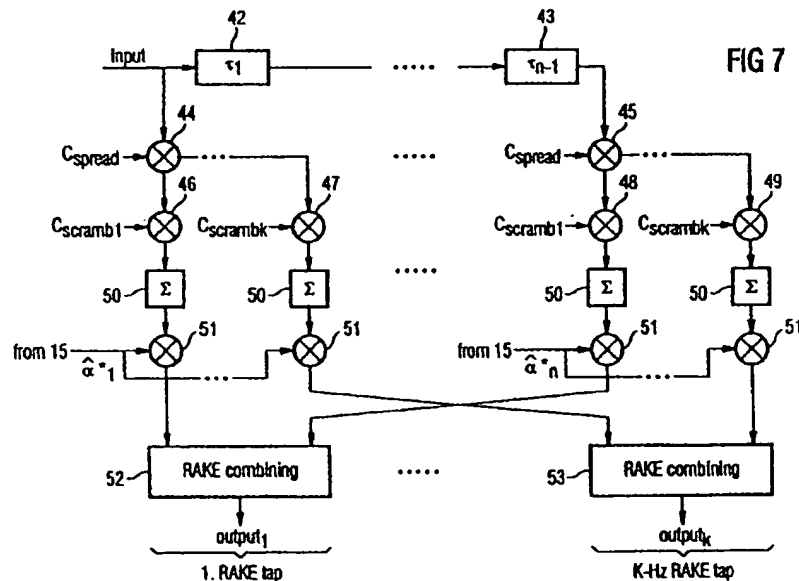 42
43
Input
τ1
.....
τn-1
FIG 7
44
45
Cspread
...
.....
Cspread
...
46
47
48
49
Cscramb1
Cscrambk
Cscramb1
Cscrambk
50
Σ
50
Σ
.....
50
Σ
50
Σ
51
51
51
51
from 15
α̂*1
...
from 15
α̂*n
...
52
RAKE combining
.....
53
RAKE combining
output1
outputk
1. RAKE tap
K-Hz RAKE tap